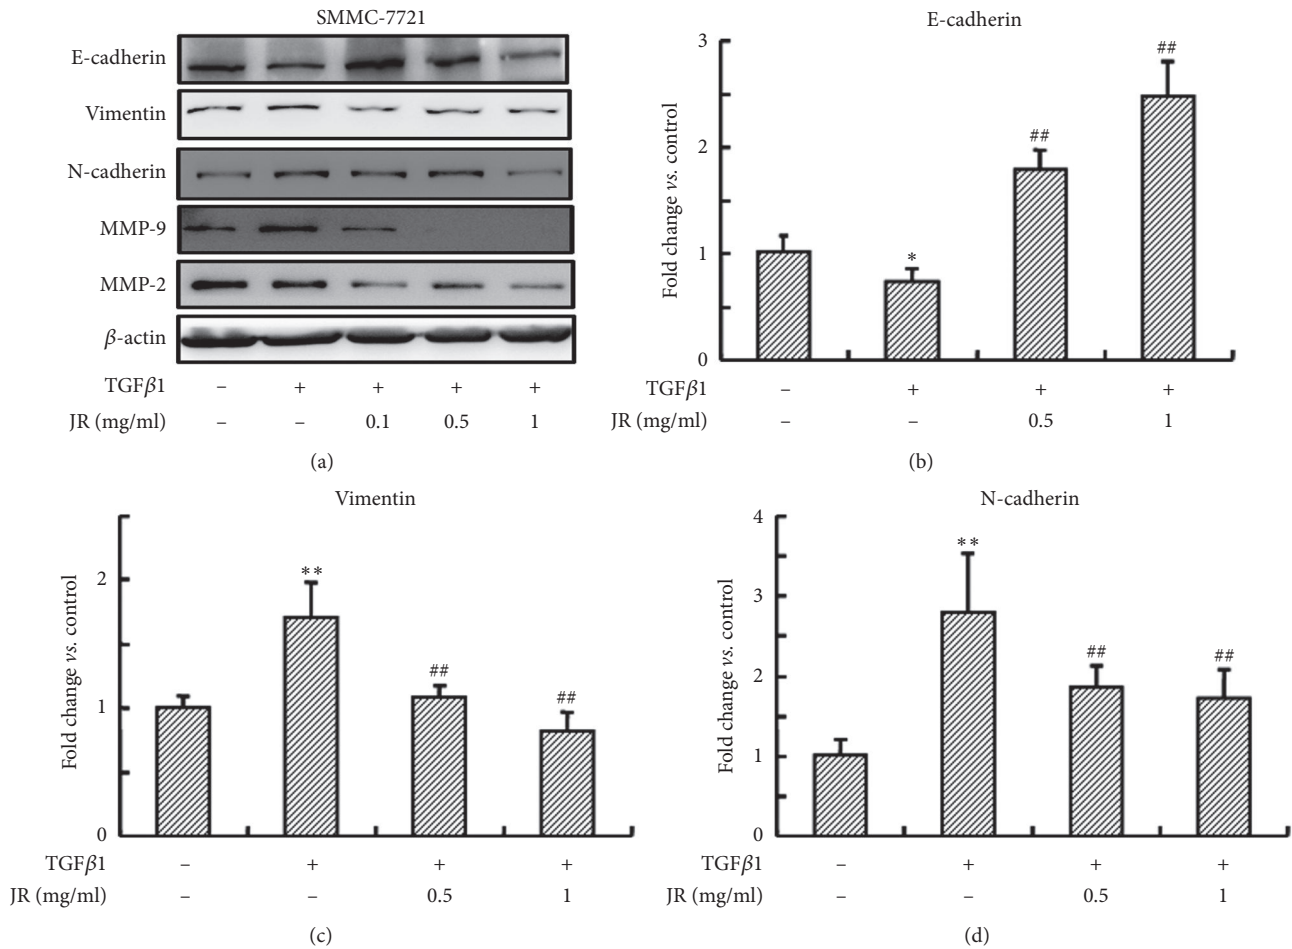 SMMC-7721
E-cadherin
Vimentin
N-cadherin
MMP-9
MMP-2
β-actin
TGFβ1 – + + + +
JR (mg/ml) – – 0.1 0.5 1
(a)
E-cadherin
Fold change vs. control
3
2
1
0
*
##
##
TGFβ1 – + + +
JR (mg/ml) – – 0.5 1
(b)
Vimentin
Fold change vs. control
2
1
0
**
##
##
TGFβ1 – + + +
JR (mg/ml) – – 0.5 1
(c)
N-cadherin
Fold change vs. control
4
3
2
1
0
**
##
##
TGFβ1 – + + +
JR (mg/ml) – – 0.5 1
(d)